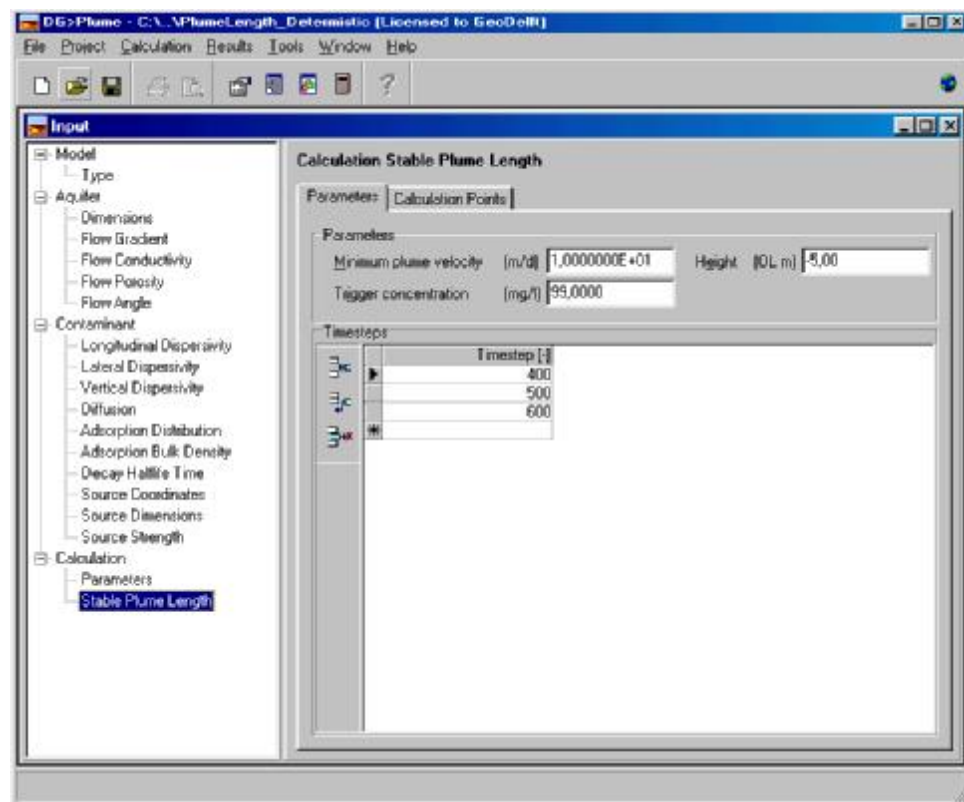 DG>Plume - C:\...\PlumeLength_Determistio (Licensed to GeoDelft)
File Project Calculation Results Tools Window Help
Input
Model
Type
Aquifer
Dimensions
Flow Gradient
Flow Conductivity
Flow Porosity
Flow Angle
Contaminant
Longitudinal Dispersivity
Lateral Dispersivity
Vertical Dispersivity
Diffusion
Adsorption Distribution
Adsorption Bulk Density
Decay Halflife Time
Source Coordinates
Source Dimensions
Source Strength
Calculation
Parameters
Stable Plume Length
Calculation Stable Plume Length
Parameters Calculation Points
Parameters
Minimum plume velocity [m/d] 1,0000000E+01 Height [OL m] -5,00
Trigger concentration [mg/l] 99,0000
Timesteps
Timestep [-]
400
500
600